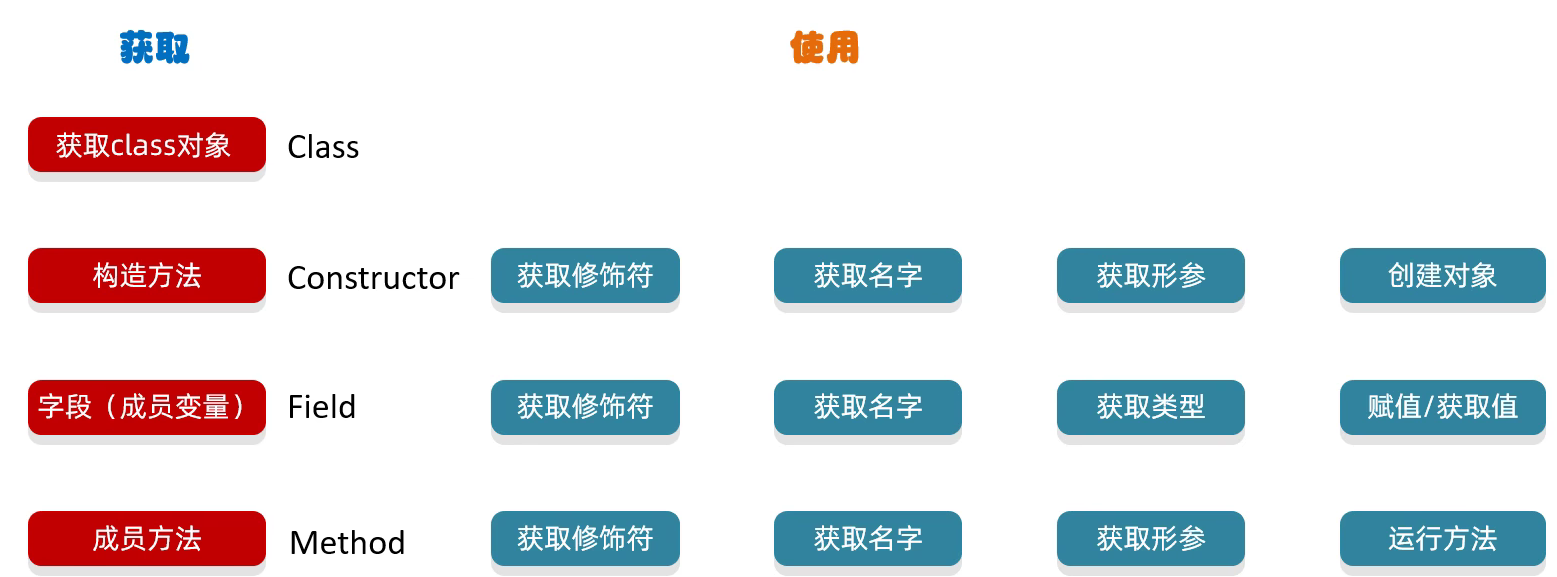 获取 使用
获取class对象 Class
构造方法 Constructor 获取修饰符 获取名字 获取形参 创建对象
字段（成员变量） Field 获取修饰符 获取名字 获取类型 赋值/获取值
成员方法 Method 获取修饰符 获取名字 获取形参 运行方法